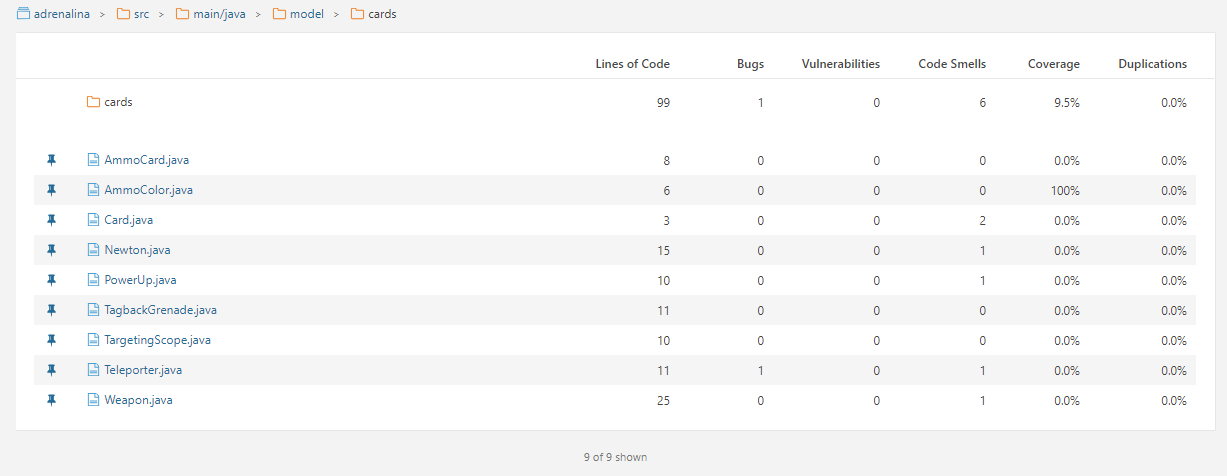 adrenalina > src > main/java > model > cards
Lines of Code Bugs Vulnerabilities Code Smells Coverage Duplications
cards 99 1 0 6 9.5% 0.0%
AmmoCard.java 8 0 0 0 0.0% 0.0%
AmmoColor.java 6 0 0 0 100% 0.0%
Card.java 3 0 0 2 0.0% 0.0%
Newton.java 15 0 0 1 0.0% 0.0%
PowerUp.java 10 0 0 1 0.0% 0.0%
TagbackGrenade.java 11 0 0 0 0.0% 0.0%
TargetingScope.java 10 0 0 0 0.0% 0.0%
Teleporter.java 11 1 0 1 0.0% 0.0%
Weapon.java 25 0 0 1 0.0% 0.0%
9 of 9 shown